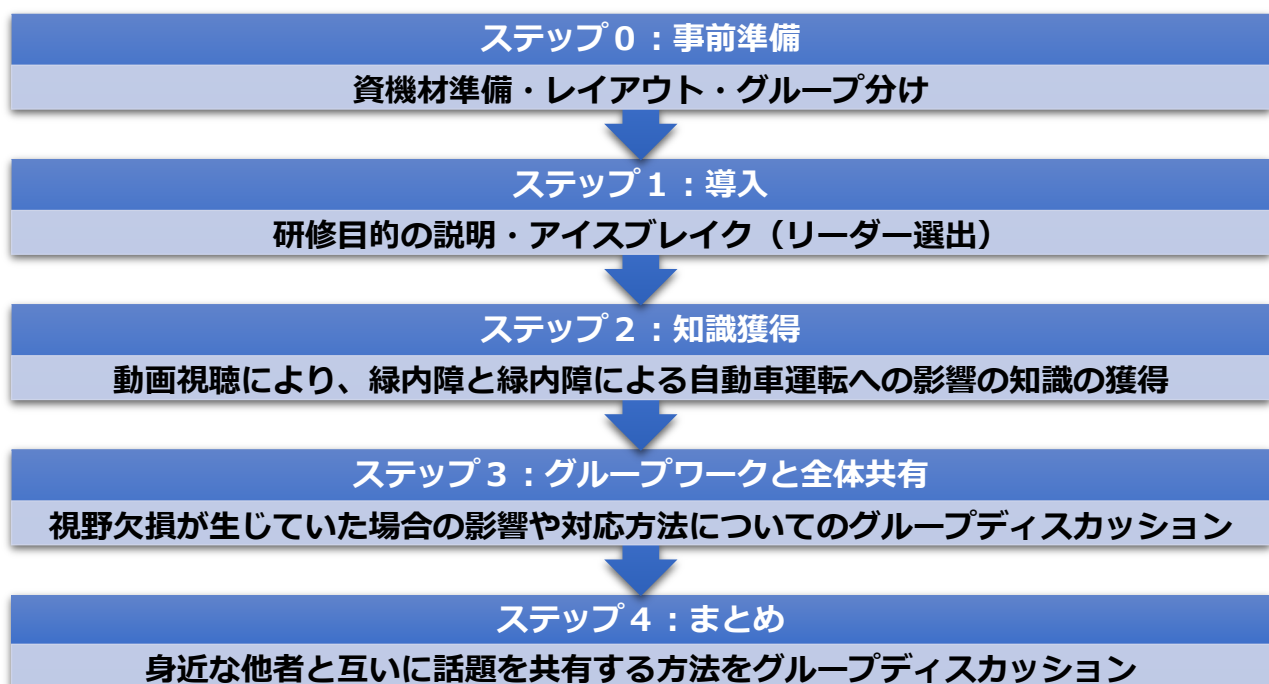 ステップ０：事前準備
資機材準備・レイアウト・グループ分け
ステップ１：導入
研修目的の説明・アイスブレイク（リーダー選出）
ステップ２：知識獲得
動画視聴により、緑内障と緑内障による自動車運転への影響の知識の獲得
ステップ３：グループワークと全体共有
視野欠損が生じていた場合の影響や対応方法についてのグループディスカッション
ステップ４：まとめ
身近な他者と互いに話題を共有する方法をグループディスカッション